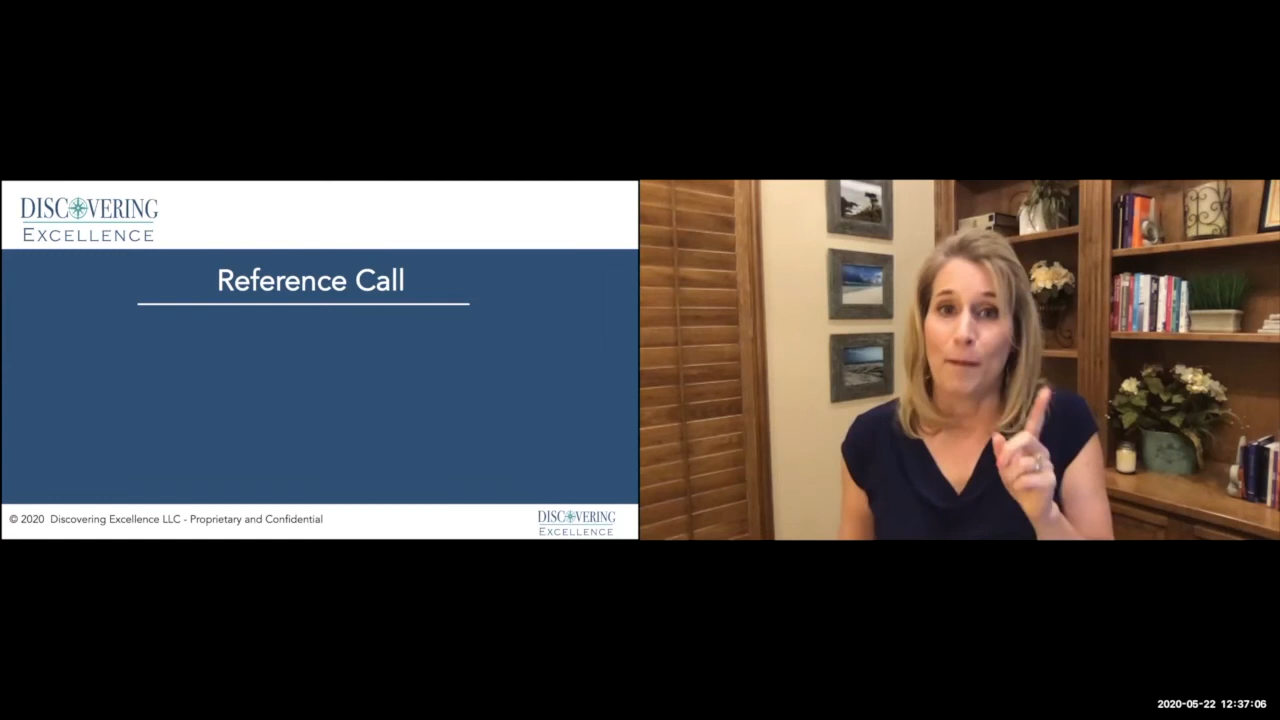 DISCOVERING
EXCELLENCE
Reference Call
© 2020 Discovering Excellence LLC - Proprietary and Confidential
DISCOVERING
EXCELLENCE
2020-05-22 12:37:06